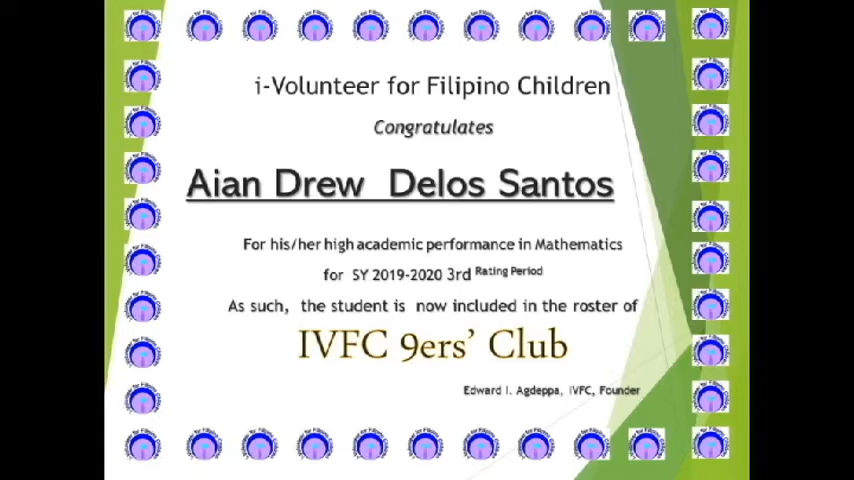 i-Volunteer for Filipino Children
Congratulates
Aian Drew Delos Santos
For his/her high academic performance in Mathematics
for SY 2019-2020 3rd Rating Period
As such, the student is now included in the roster of
IVFC 9ers' Club
Edward I. Agdeppa, IVFC, Founder